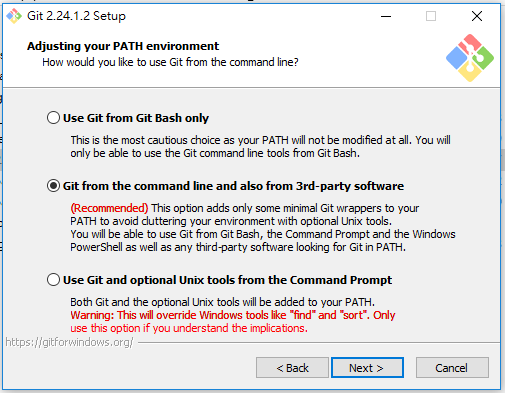 Git 2.24.1.2 Setup
Adjusting your PATH environment
How would you like to use Git from the command line?
Use Git from Git Bash only
This is the most cautious choice as your PATH will not be modified at all. You will
only be able to use the Git command line tools from Git Bash.
Git from the command line and also from 3rd-party software
(Recommended) This option adds only some minimal Git wrappers to your
PATH to avoid cluttering your environment with optional Unix tools.
You will be able to use Git from Git Bash, the Command Prompt and the Windows
PowerShell as well as any third-party software looking for Git in PATH.
Use Git and optional Unix tools from the Command Prompt
Both Git and the optional Unix tools will be added to your PATH.
Warning: This will override Windows tools like "find" and "sort". Only
use this option if you understand the implications.
https://gitforwindows.org/
< Back
Next >
Cancel